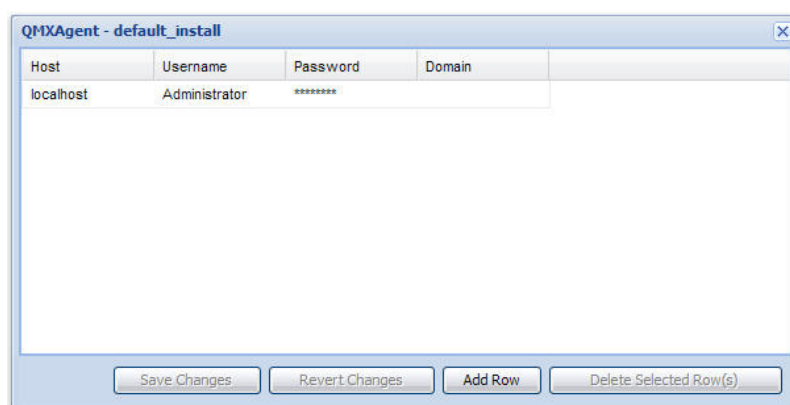 QMXAgent - default_install
Host Username Password Domain
localhost Administrator ********
Save Changes Revert Changes Add Row Delete Selected Row(s)